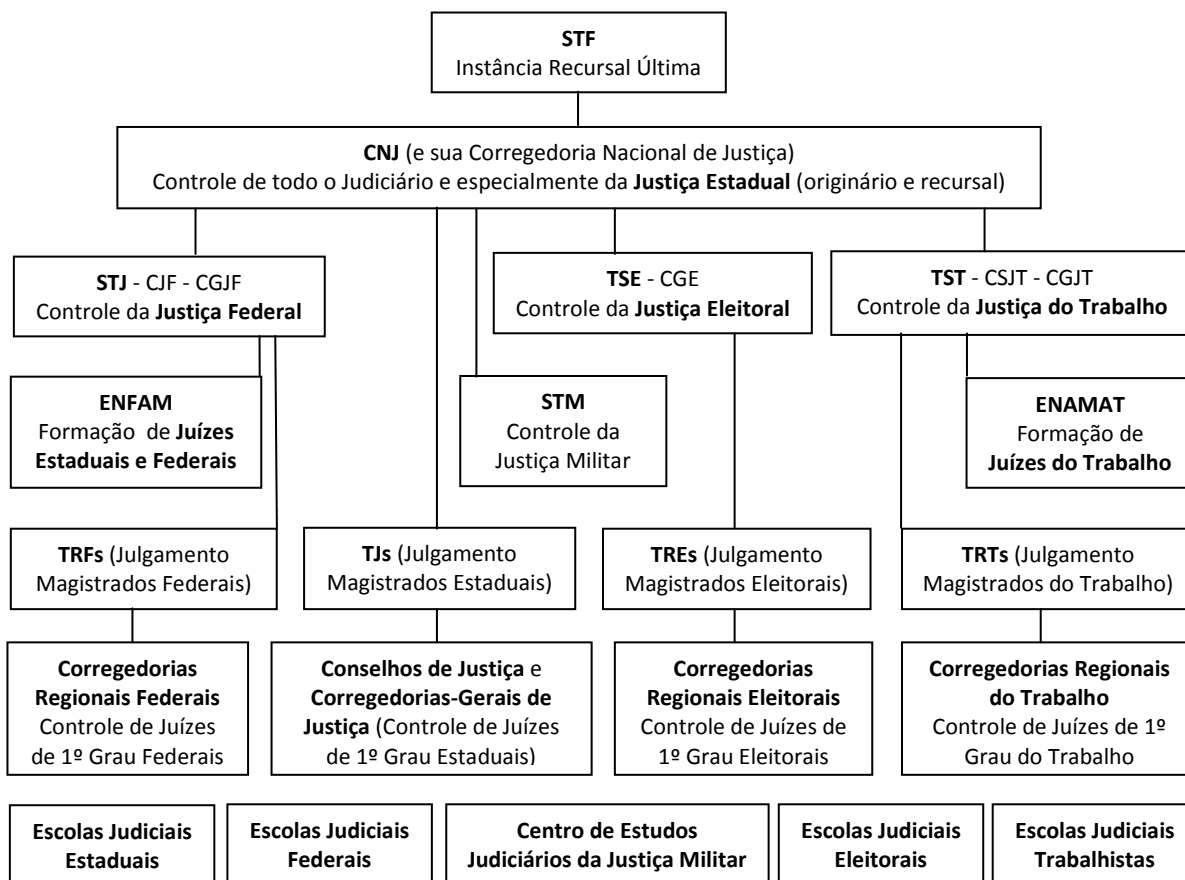 STF
Instância Recursal Última
CNJ (e sua Corregedoria Nacional de Justiça)
Controle de todo o Judiciário e especialmente da Justiça Estadual (originário e recursal)
STJ - CJF - CGJF
Controle da Justiça Federal
TSE - CGE
Controle da Justiça Eleitoral
TST - CSJT - CGJT
Controle da Justiça do Trabalho
ENFAM
Formação de Juízes
Estaduais e Federais
STM
Controle da
Justiça Militar
ENAMAT
Formação de
Juízes do Trabalho
TRFs (Julgamento
Magistrados Federais)
TJs (Julgamento
Magistrados Estaduais)
TREs (Julgamento
Magistrados Eleitorais)
TRTs (Julgamento
Magistrados do Trabalho)
Corregedorias
Regionais Federais
Controle de Juízes
de 1º Grau Federais
Conselhos de Justiça e
Corregedorias-Gerais de
Justiça (Controle de Juízes
de 1º Grau Estaduais)
Corregedorias
Regionais Eleitorais
Controle de Juízes de
1º Grau Eleitorais
Corregedorias Regionais
do Trabalho
Controle de Juízes de 1º
Grau do Trabalho
Escolas Judiciais
Estaduais
Escolas Judiciais
Federais
Centro de Estudos
Judiciários da Justiça Militar
Escolas Judiciais
Eleitorais
Escolas Judiciais
Trabalhistas